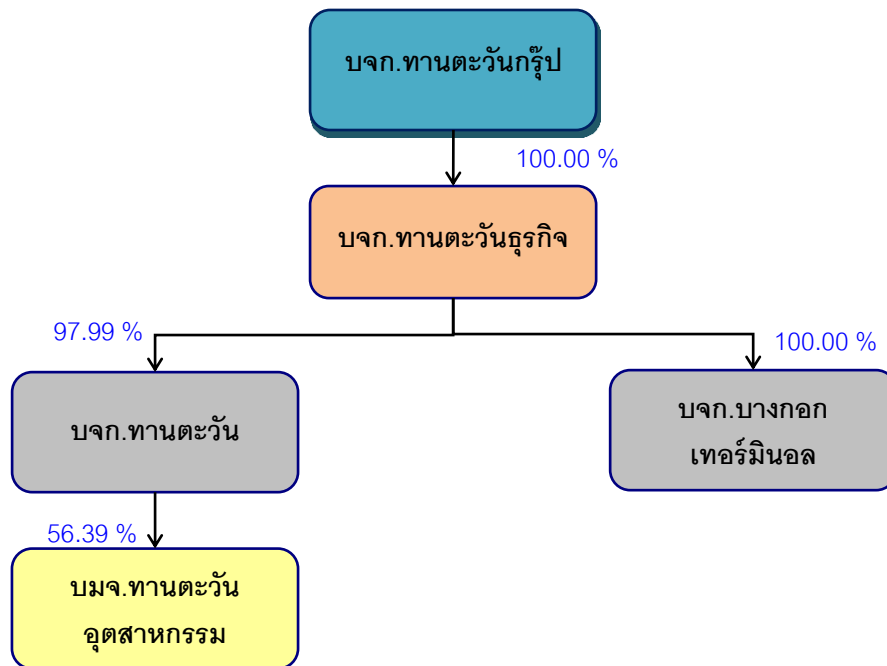 บจก.ทานตะวันกรุ๊ป
100.00 %
บจก.ทานตะวันธุรกิจ
97.99 %
100.00 %
บจก.ทานตะวัน
บจก.บางกอก
เทอร์มินอล
56.39 %
บมจ.ทานตะวัน
อุตสาหกรรม